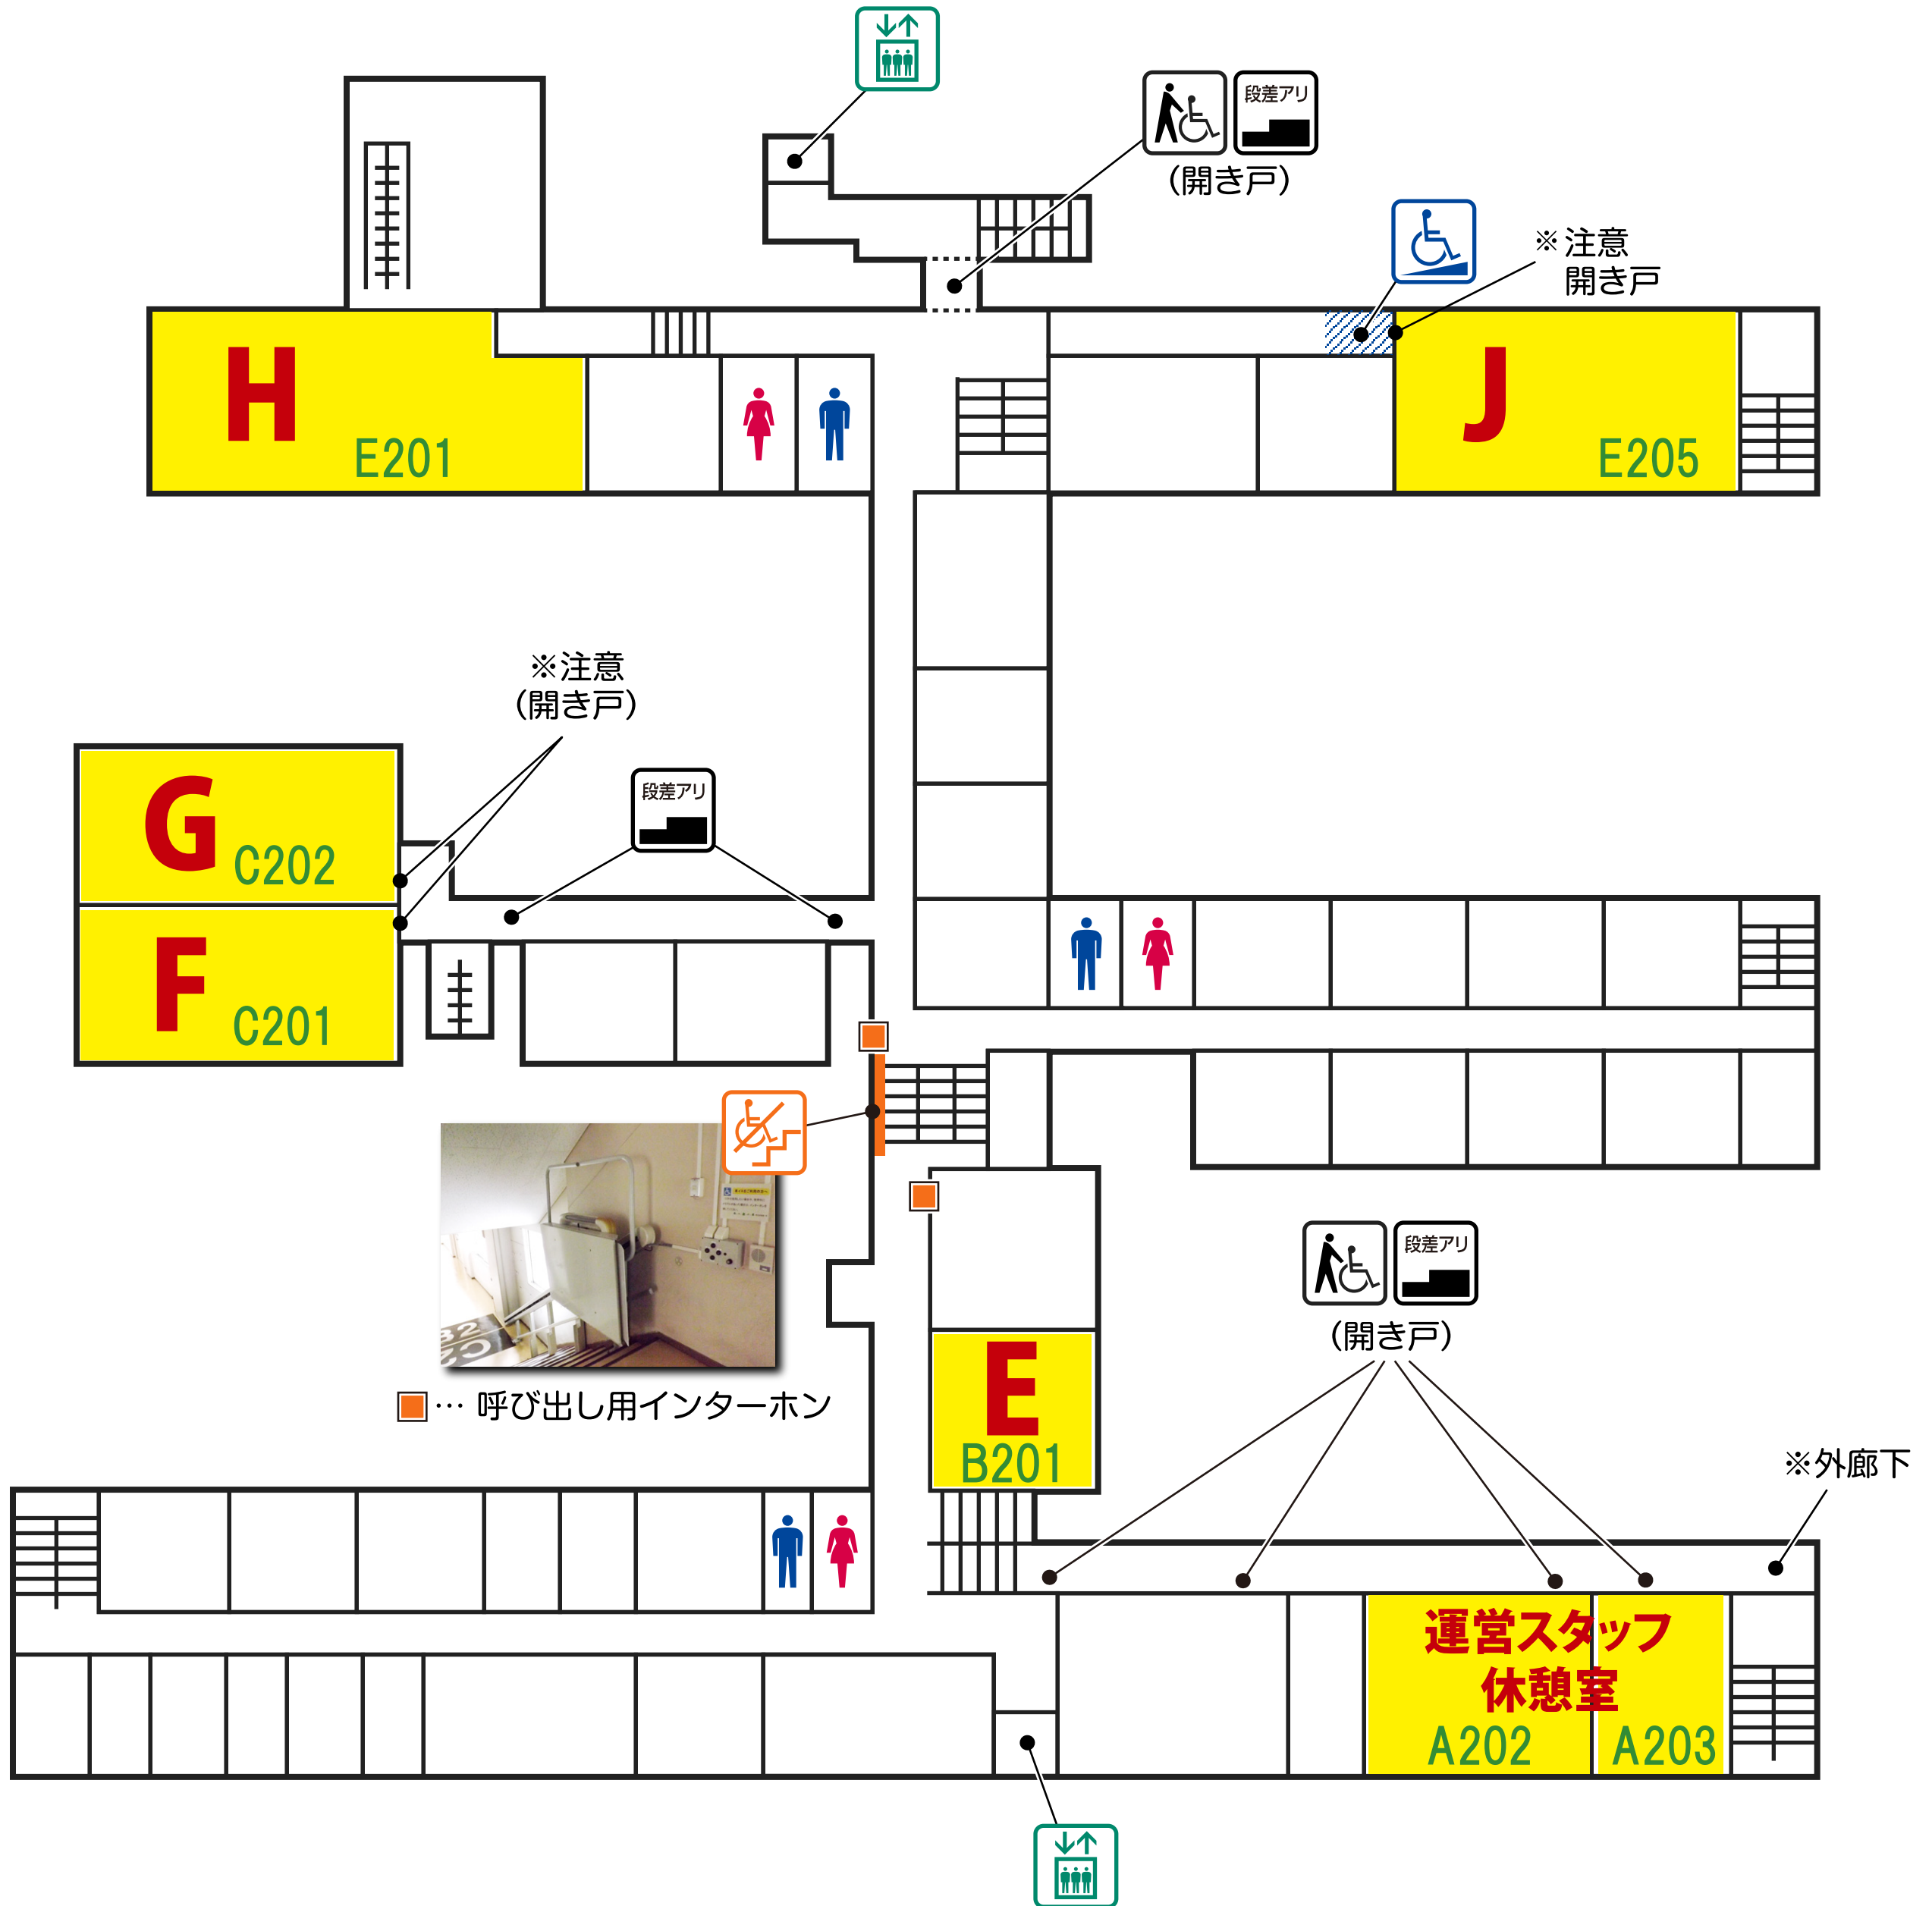 段差アリ
(開き戸)
※注意
開き戸
H
E201
J
E205
※注意
(開き戸)
段差アリ
G
C202
F
C201
■… 呼び出し用インターホン
段差アリ
(開き戸)
E
B201
※外廊下
運営スタッフ
休憩室
A202
A203